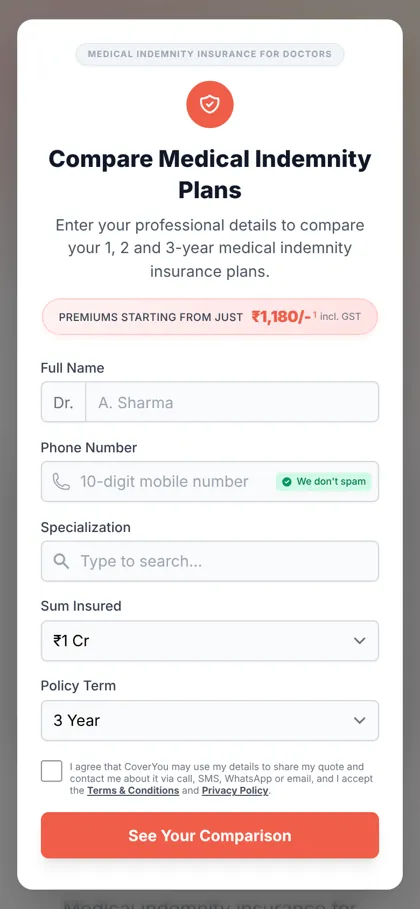 MEDICAL INDEMNITY INSURANCE FOR DOCTORS
Compare Medical Indemnity
Plans
Enter your professional details to compare
your 1, 2 and 3-year medical indemnity
insurance plans.
PREMIUMS STARTING FROM JUST ₹1,180/- 1 incl. GST
Full Name
Dr. A. Sharma
Phone Number
10-digit mobile number We don't spam
Specialization
Type to search...
Sum Insured
₹1 Cr
Policy Term
3 Year
I agree that CoverYou may use my details to share my quote and
contact me about it via call, SMS, WhatsApp or email, and I accept
the Terms & Conditions and Privacy Policy.
See Your Comparison
Medical indemnity insurance for